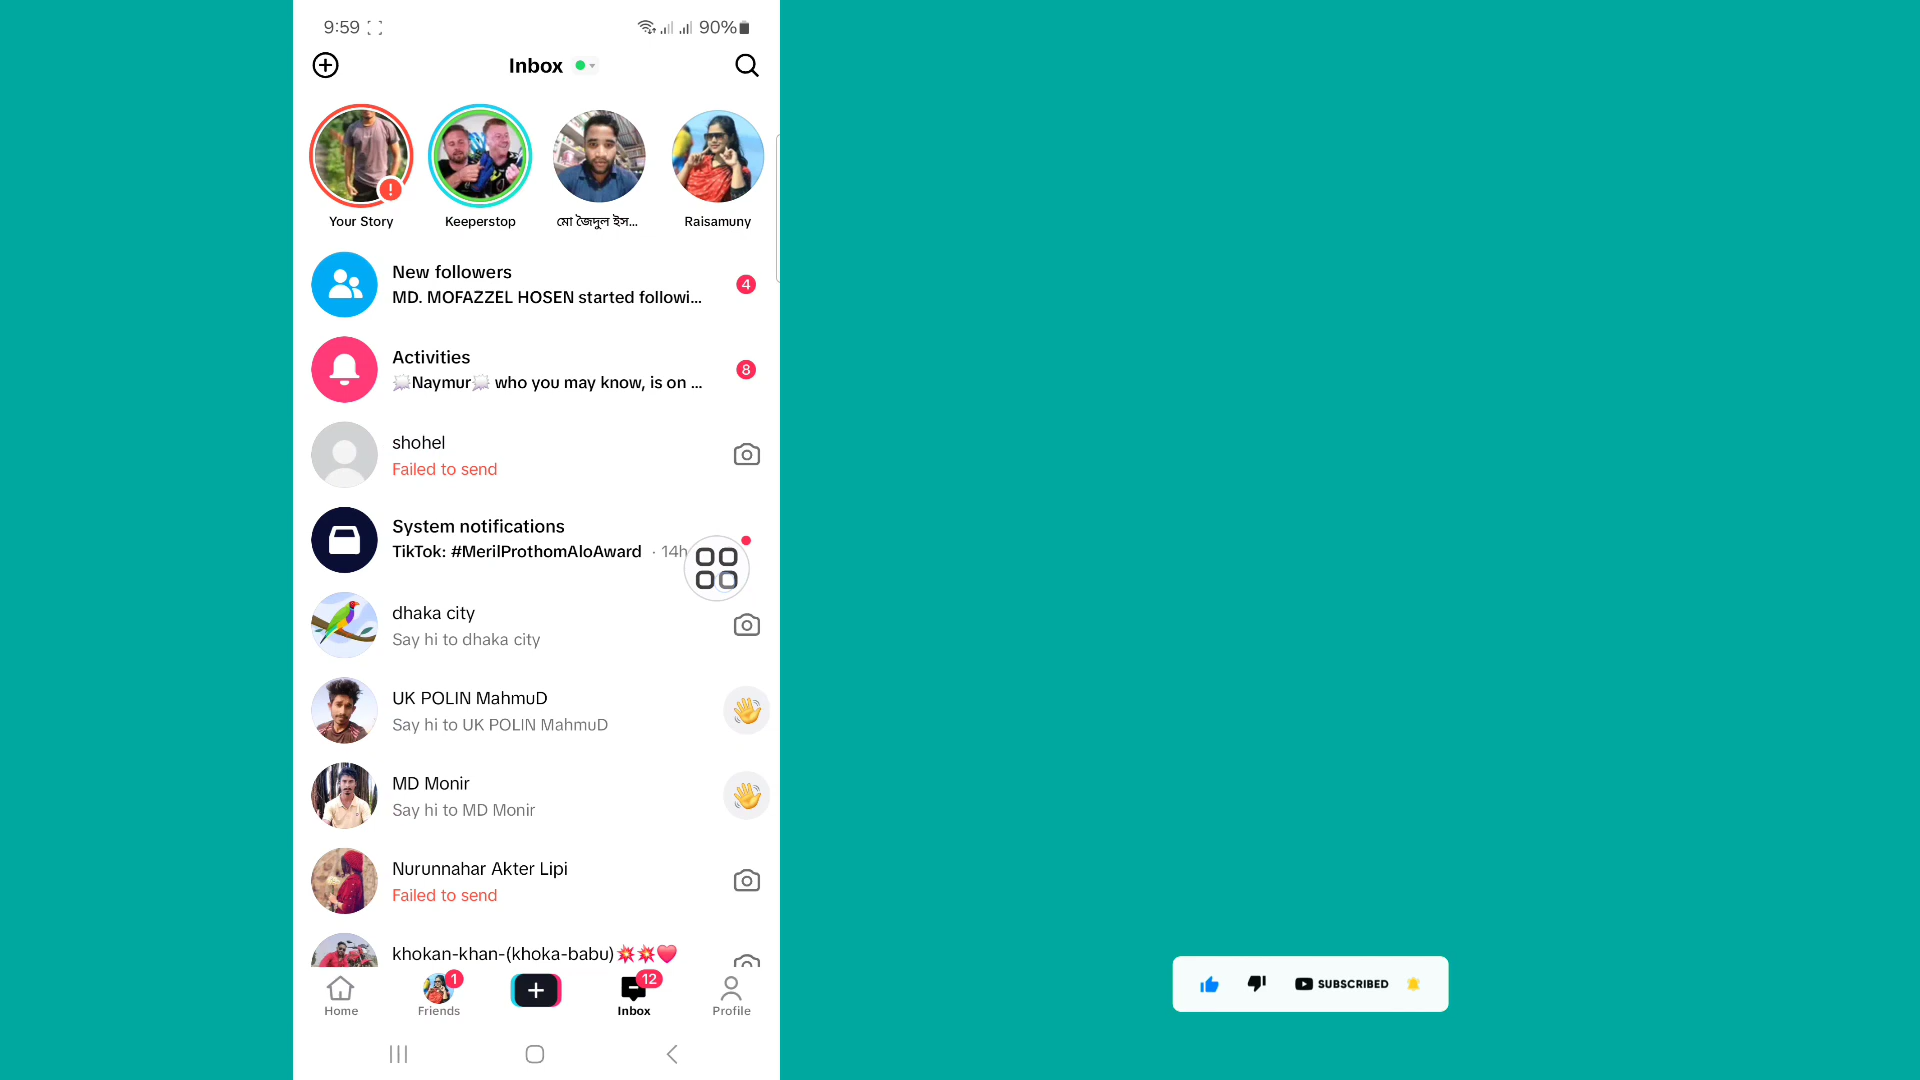 9:59 90%
Inbox
Your Story Keeperstop মো জৈদুল ইস... Raisamuny
New followers
MD. MOFAZZEL HOSEN started followi...
4
Activities
Naymur who you may know, is on ...
8
shohel
Failed to send
System notifications
TikTok: #MerilProthomAloAward · 14h
dhaka city
Say hi to dhaka city
UK POLIN MahmuD
Say hi to UK POLIN MahmuD
MD Monir
Say hi to MD Monir
Nurunnahar Akter Lipi
Failed to send
khokan-khan-(khoka-babu)💥💥❤️
1 12
Home Friends Inbox Profile
SUBSCRIBED